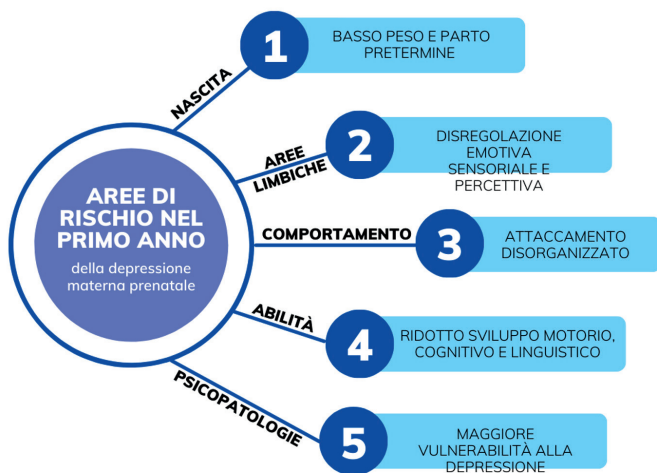 AREE DI
RISCHIO NEL
PRIMO ANNO
della depressione
materna prenatale
NASCITA
1
BASSO PESO E PARTO
PRETERMINE
AREE
LIMBICHE
2
DISREGOLAZIONE
EMOTIVA
SENSORIALE E
PERCETTIVA
COMPORTAMENTO
3
ATTACCAMENTO
DISORGANIZZATO
ABILITÀ
4
RIDOTTO SVILUPPO MOTORIO,
COGNITIVO E LINGUISTICO
PSICOPATOLOGIE
5
MAGGIORE
VULNERABILITÀ ALLA
DEPRESSIONE